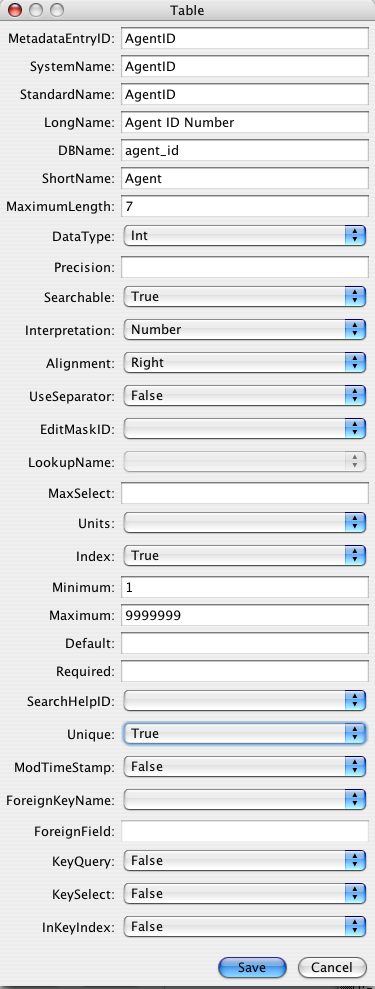 Table
MetadataEntryID: AgentID
SystemName: AgentID
StandardName: AgentID
LongName: Agent ID Number
DBName: agent_id
ShortName: Agent
MaximumLength: 7
DataType: Int
Precision:
Searchable: True
Interpretation: Number
Alignment: Right
UseSeparator: False
EditMaskID:
LookupName:
MaxSelect:
Units:
Index: True
Minimum: 1
Maximum: 9999999
Default:
Required:
SearchHelpID:
Unique: True
ModTimeStamp: False
ForeignKeyName:
ForeignField:
KeyQuery: False
KeySelect: False
InKeyIndex: False
Save Cancel